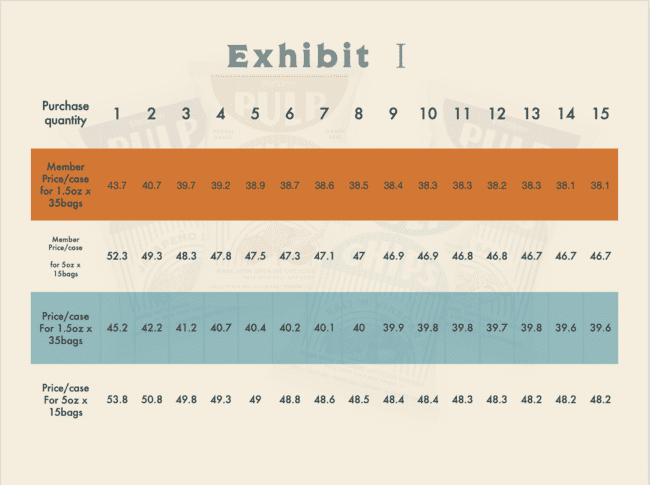 Exhibit I
Purchase quantity 1 2 3 4 5 6 7 8 9 10 11 12 13 14 15
Member
Price/case
for 1.5oz x
35bags
43.7 40.7 39.7 39.2 38.9 38.7 38.6 38.5 38.4 38.3 38.3 38.2 38.3 38.1 38.1
Member
Price/case
for 5oz x
15bags
52.3 49.3 48.3 47.8 47.5 47.3 47.1 47 46.9 46.9 46.8 46.8 46.7 46.7 46.7
Price/case
For 1.5oz x
35bags
45.2 42.2 41.2 40.7 40.4 40.2 40.1 40 39.9 39.8 39.8 39.7 39.8 39.6 39.6
Price/case
For 5oz x
15bags
53.8 50.8 49.8 49.3 49 48.8 48.6 48.5 48.4 48.4 48.3 48.3 48.2 48.2 48.2
PULP
PULP
PULP
CHIPS